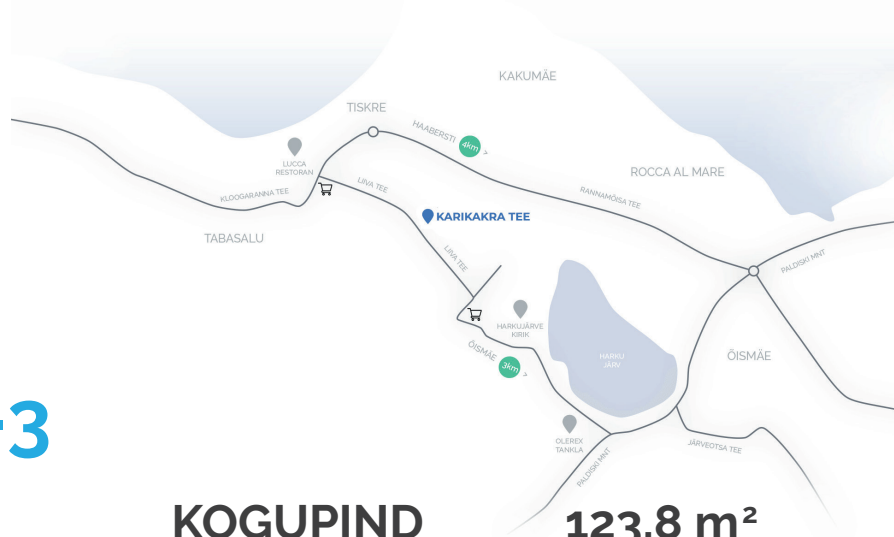 KAKUMÄE
TISKRE
HAABERSTI 4km >
LUCCA
RESTORAN
ROCCA AL MARE
KLOOGARANNA TEE
LIIVA TEE
RANNAMÕISA TEE
KARIKAKRA TEE
TABASALU
LIIVA TEE
PALDISKI MNT
HARKUJÄRVE
KIRIK
ÕISMÄE 3km >
HARKU
JÄRV
ÕISMÄE
OLEREX
TANKLA
JÄRVEOTSA TEE
PALDISKI MNT
3
KOGUPIND 123,8 m²